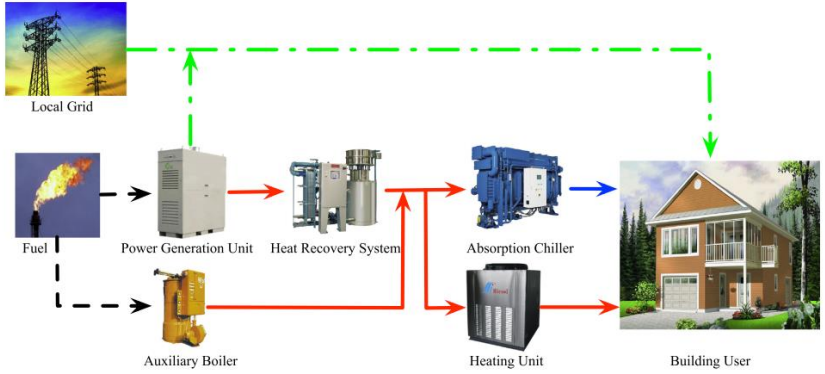 Local Grid
Fuel
Power Generation Unit
Heat Recovery System
Absorption Chiller
Auxiliary Boiler
Heating Unit
Building User